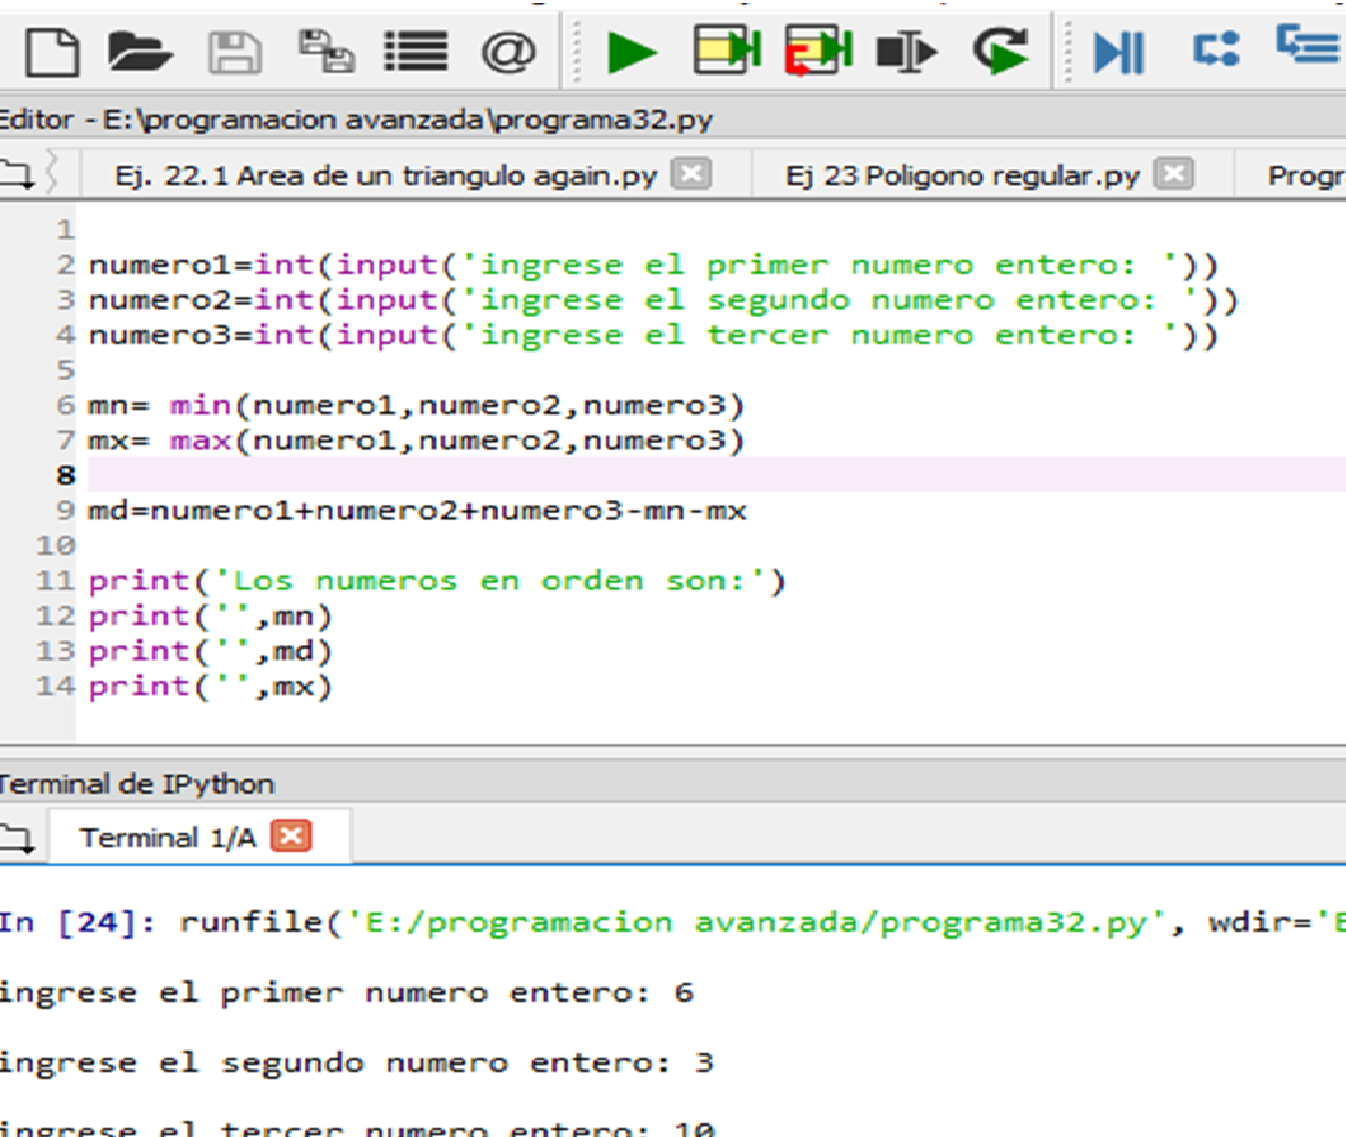 @
Editor - E:\programacion avanzada\programa32.py
Ej. 22.1 Area de un triangulo again.py Ej 23 Poligono regular.py Progr
1
2 numero1=int(input('ingrese el primer numero entero: '))
3 numero2=int(input('ingrese el segundo numero entero: '))
4 numero3=int(input('ingrese el tercer numero entero: '))
5
6 mn= min(numero1,numero2,numero3)
7 mx= max(numero1,numero2,numero3)
8
9 md=numero1+numero2+numero3-mn-mx
10
11 print('Los numeros en orden son:')
12 print('',mn)
13 print('',md)
14 print('',mx)
Terminal de IPython
Terminal 1/A
In [24]: runfile('E:/programacion avanzada/programa32.py', wdir='E
ingrese el primer numero entero: 6
ingrese el segundo numero entero: 3
ingrese el tercer numero entero: 10